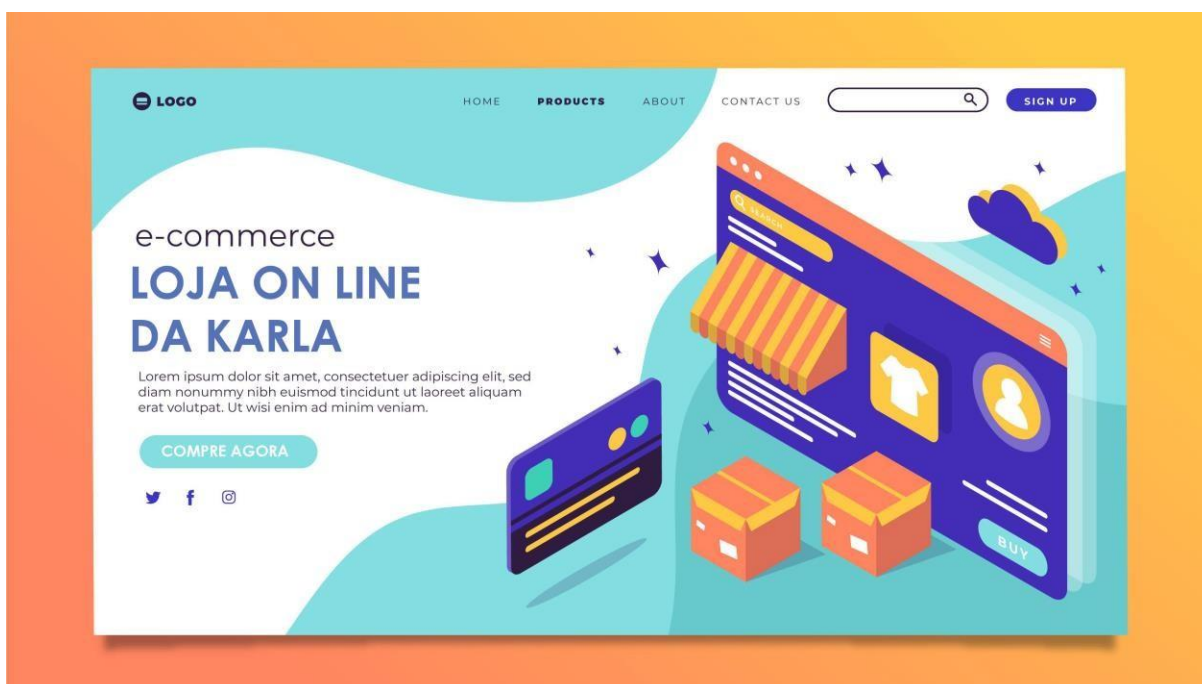 LOGO
HOME PRODUCTS ABOUT CONTACT US SIGN UP
SEARCH
e-commerce
LOJA ON LINE
DA KARLA
Lorem ipsum dolor sit amet, consectetuer adipiscing elit, sed
diam nonummy nibh euismod tincidunt ut laoreet aliquam
erat volutpat. Ut wisi enim ad minim veniam.
COMPRE AGORA
BUY